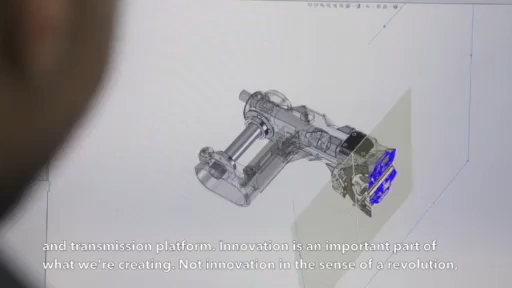 and transmission platform. Innovation is an important part of
what we're creating. Not innovation in the sense of a revolution,